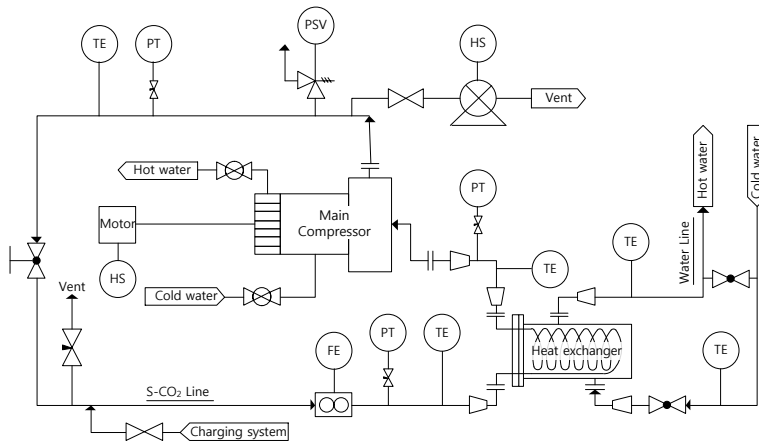 PSV
HS
TE
PT
Vent
Hot water
Cold water
Hot water
PT
Motor
Main
Compressor
Water Line
TE
TE
HS
Vent
Cold water
FE
PT
TE
Heat exchanger
TE
S-CO₂ Line
Charging system